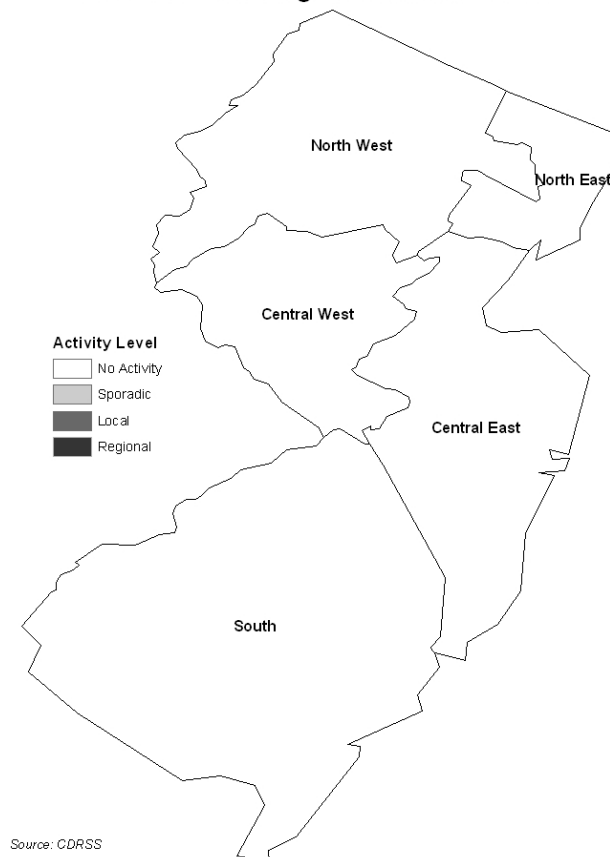 North West
North East
Central West
Activity Level
No Activity
Sporadic
Local
Regional
Central East
South
Source: CDRSS